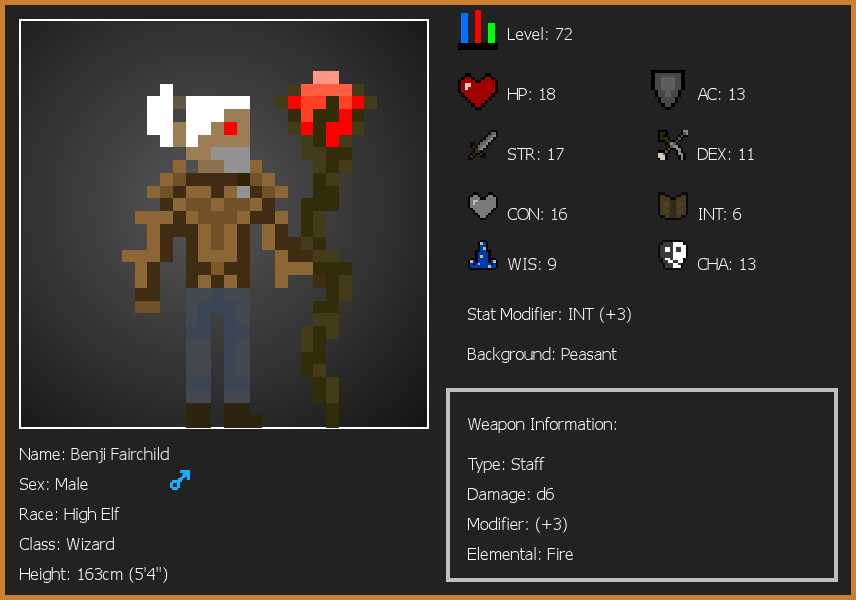 Level: 72
HP: 18
AC: 13
STR: 17
DEX: 11
CON: 16
INT: 6
WIS: 9
CHA: 13
Stat Modifier: INT (+3)
Background: Peasant
Weapon Information:
Type: Staff
Damage: d6
Modifier: (+3)
Elemental: Fire
Name: Benji Fairchild
Sex: Male
Race: High Elf
Class: Wizard
Height: 163cm (5'4")